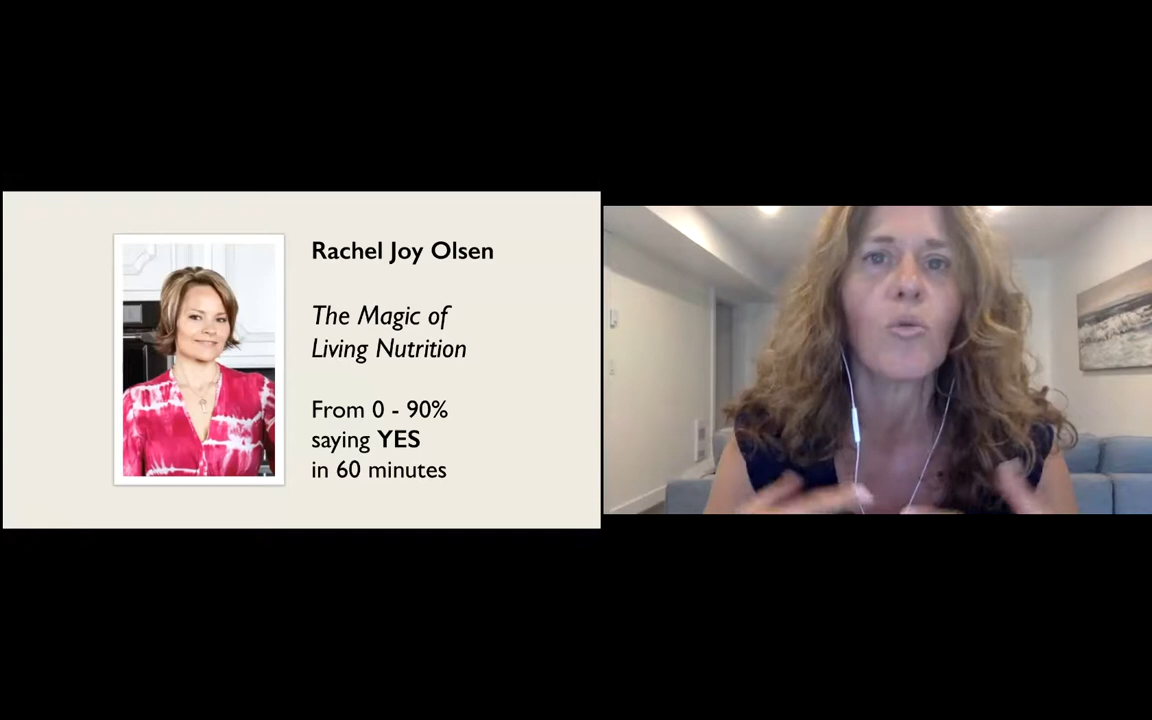 Rachel Joy Olsen
The Magic of
Living Nutrition
From 0 - 90%
saying YES
in 60 minutes